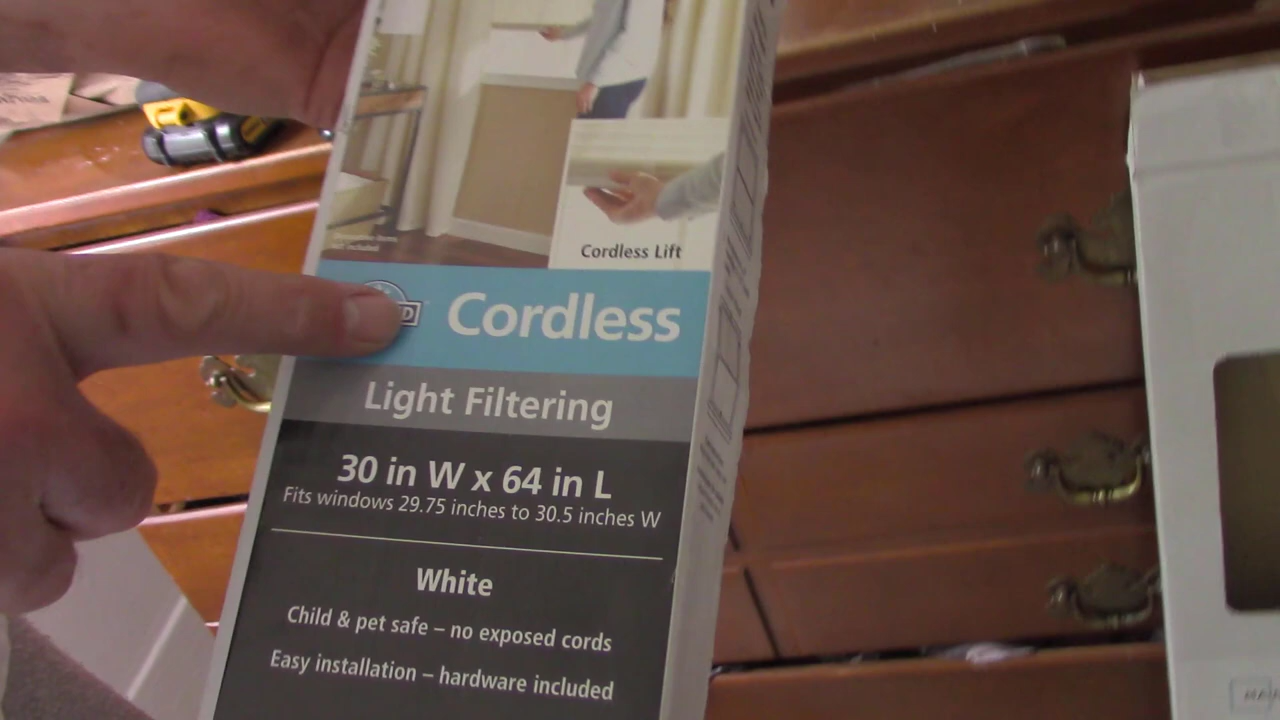 Cordless Lift
Cordless
Light Filtering
30 in W x 64 in L
Fits windows 29.75 inches to 30.5 inches W
White
Child & pet safe – no exposed cords
Easy installation – hardware included